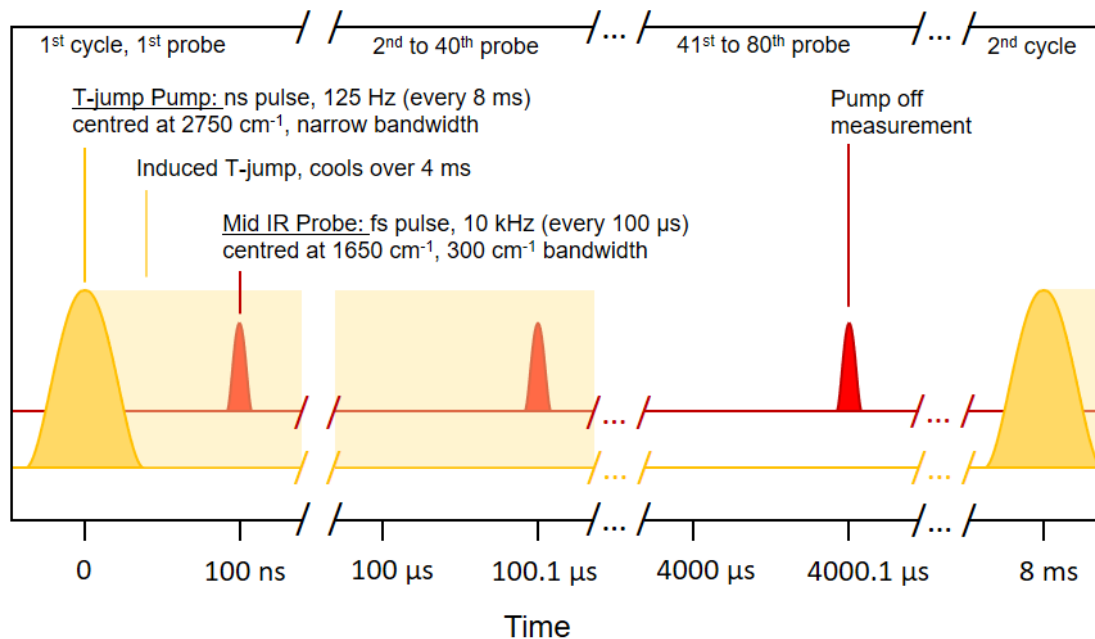 1st cycle, 1st probe
2nd to 40th probe
...
41st to 80th probe
...
2nd cycle
T-jump Pump: ns pulse, 125 Hz (every 8 ms)
centred at 2750 cm-1, narrow bandwidth
Pump off
measurement
Induced T-jump, cools over 4 ms
Mid IR Probe: fs pulse, 10 kHz (every 100 µs)
centred at 1650 cm-1, 300 cm-1 bandwidth
...
...
...
...
...
...
0
100 ns
100 µs
100.1 µs
4000 µs
4000.1 µs
8 ms
Time